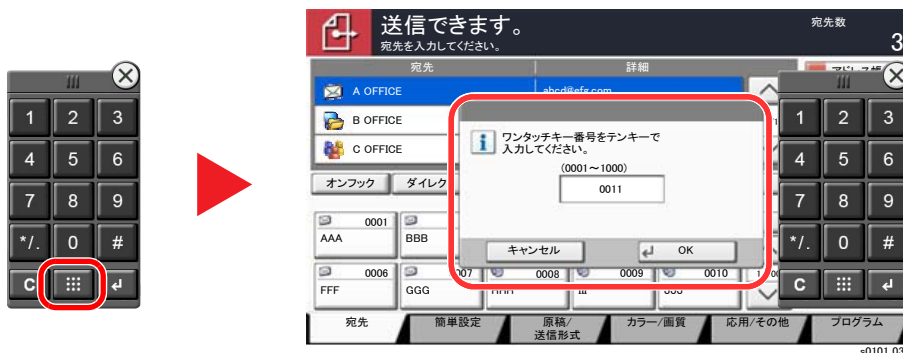 1 2 3
4 5 6
7 8 9
*/. 0 #
C
送信できます。
宛先を入力してください。
宛先数
3
宛先 詳細
A OFFICE abcd@efg.com
B OFFICE
C OFFICE
オンフック ダイレク
ワンタッチキー番号をテンキーで
入力してください。
(0001~1000)
0011
キャンセル OK
0001
AAA BBB
0006 007 0008 0009 0010
FFF GGG HHH III JJJ
宛先 簡単設定 原稿/
送信形式 カラー/画質 応用/その他 プログラム
1 2 3
4 5 6
7 8 9
*/. 0 #
C
s0101_03